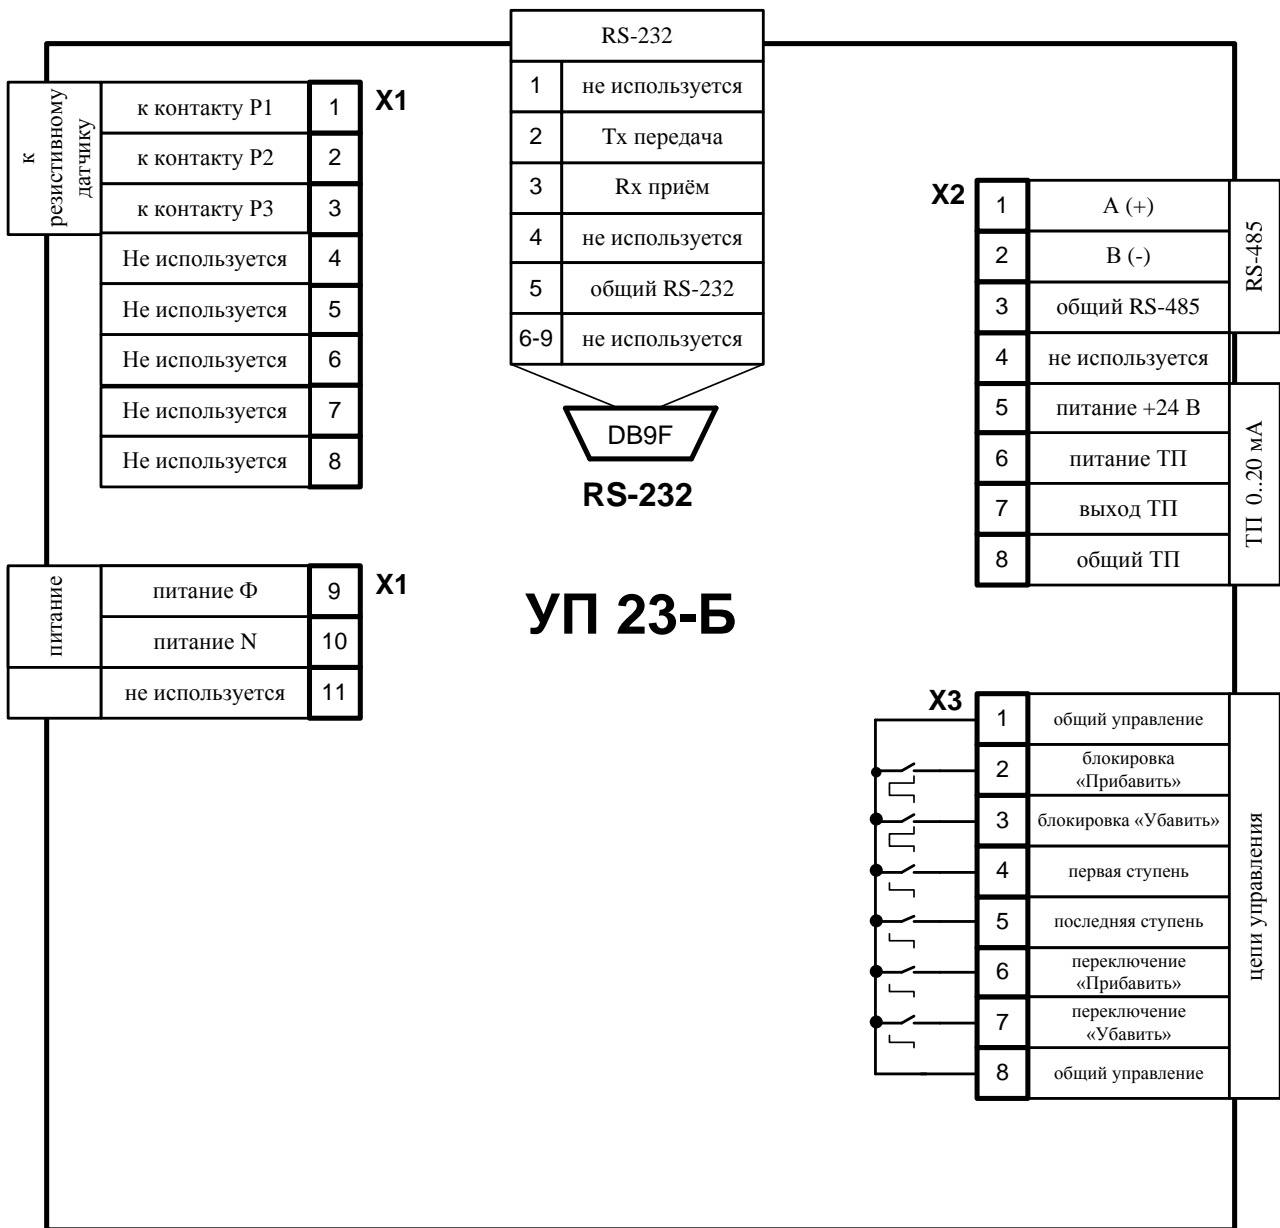 RS-232
1 не используется
2 Tx передача
3 Rx приём
4 не используется
5 общий RS-232
6-9 не используется
DB9F
RS-232
X1
к
резистивному
датчику
к контакту P1 1
к контакту P2 2
к контакту P3 3
Не используется 4
Не используется 5
Не используется 6
Не используется 7
Не используется 8
X1
питание
питание Ф 9
питание N 10
не используется 11
УП 23-Б
X2
1 A (+)
2 B (-)
3 общий RS-485
4 не используется
5 питание +24 В
6 питание ТП
7 выход ТП
8 общий ТП
RS-485
ТП 0..20 мА
X3
1 общий управление
2 блокировка
«Прибавить»
3 блокировка «Убавить»
4 первая ступень
5 последняя ступень
6 переключение
«Прибавить»
7 переключение
«Убавить»
8 общий управление
цепи управления